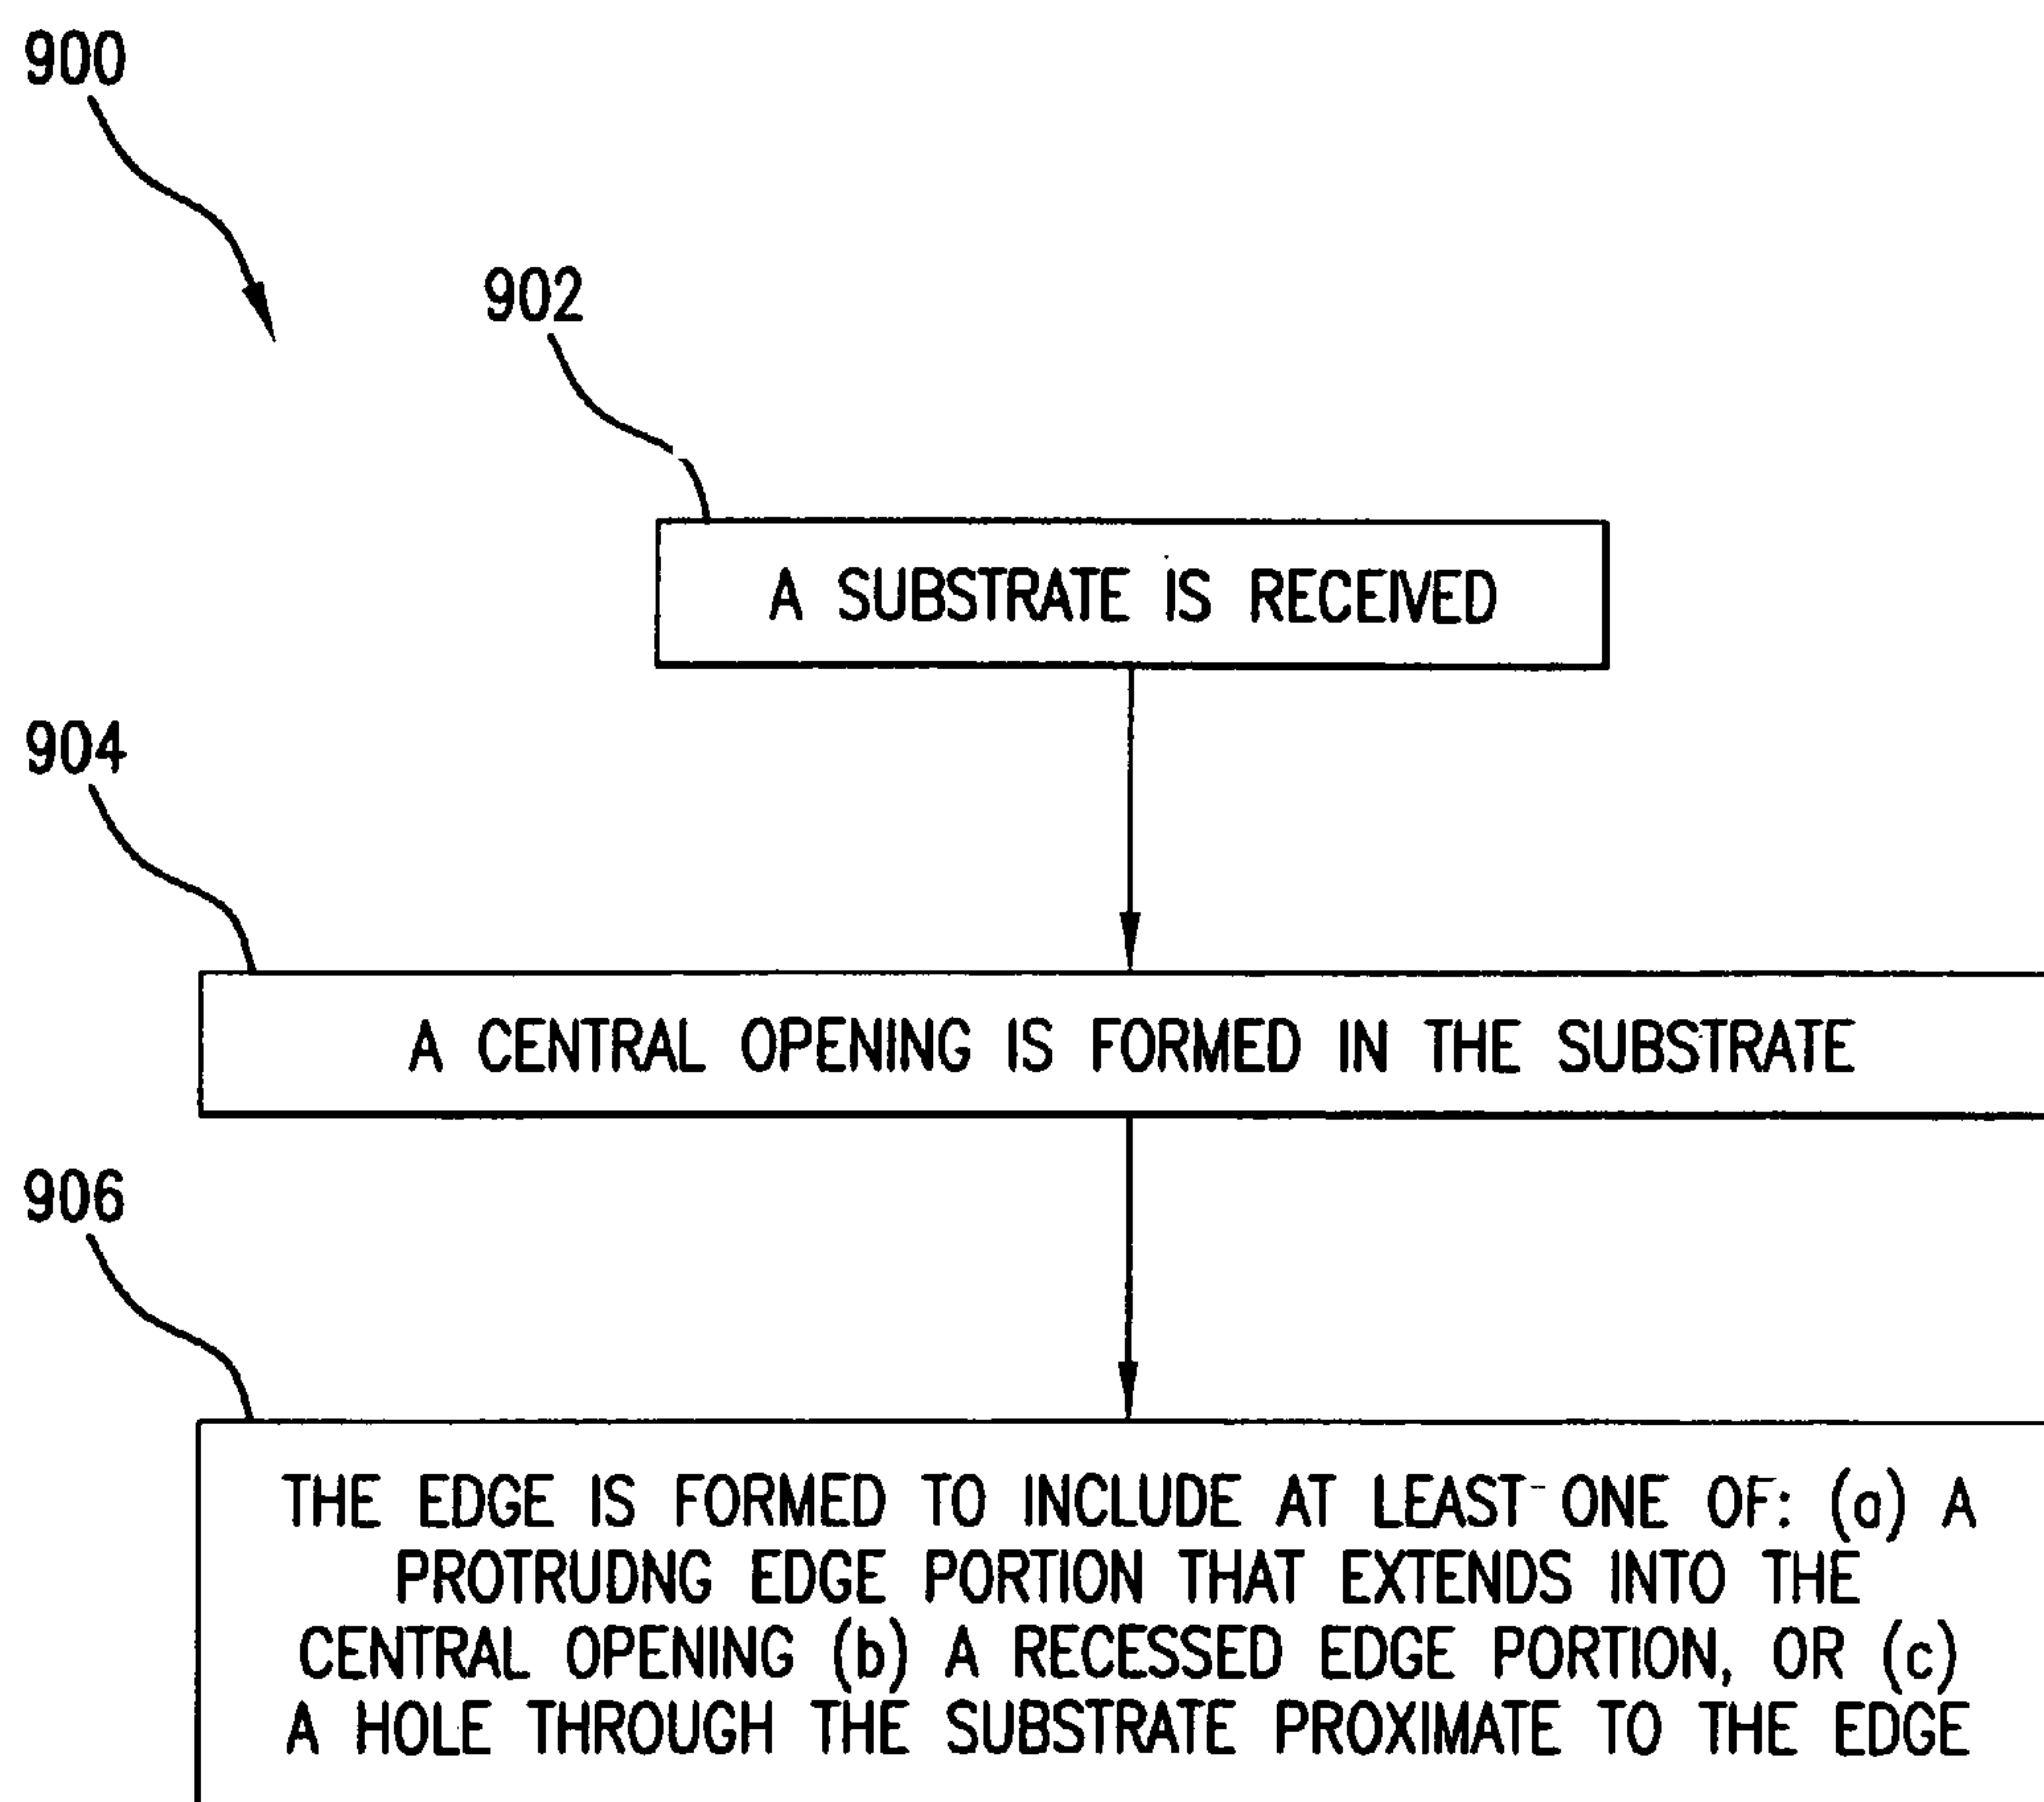 900
902
A SUBSTRATE IS RECEIVED
904
A CENTRAL OPENING IS FORMED IN THE SUBSTRATE
906
THE EDGE IS FORMED TO INCLUDE AT LEAST ONE OF: (a) A
PROTRUDNG EDGE PORTION THAT EXTENDS INTO THE
CENTRAL OPENING (b) A RECESSED EDGE PORTION, OR (c)
A HOLE THROUGH THE SUBSTRATE PROXIMATE TO THE EDGE